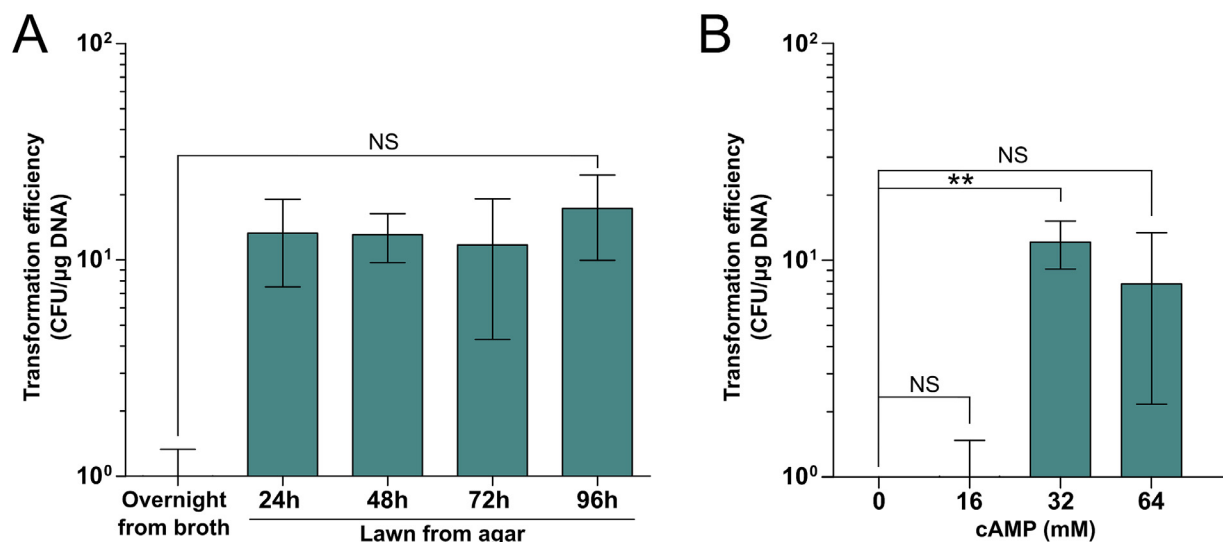 A
Transformation efficiency
(CFU/µg DNA)
10²
10¹
10⁰
NS
Overnight
from broth
24h
48h
72h
96h
Lawn from agar
B
Transformation efficiency
(CFU/µg DNA)
10²
10¹
10⁰
NS
**
NS
0
16
32
64
cAMP (mM)